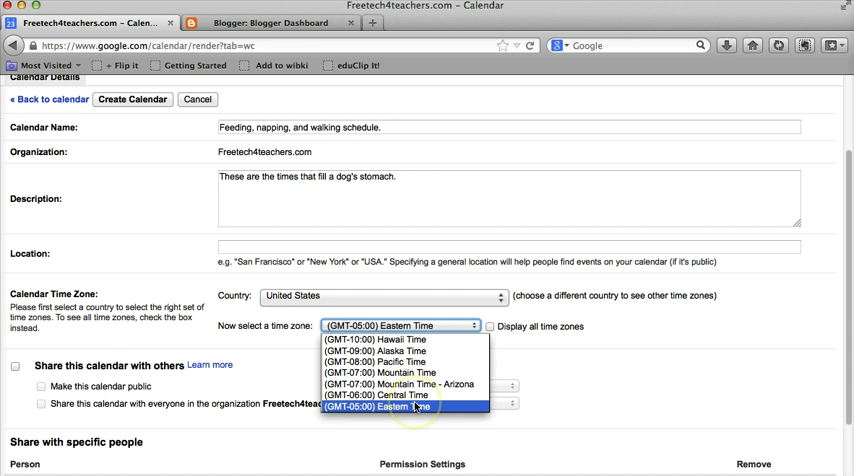 Freetech4teachers.com – Calendar
Freetech4teachers.com – Calen...
Blogger: Blogger Dashboard
https://www.google.com/calendar/render?tab=wc
Google
Most Visited
+ Flip it
Getting Started
Add to wibki
eduClip It!
Calendar Details
« Back to calendar
Create Calendar
Cancel
Calendar Name:
Feeding, napping, and walking schedule.
Organization:
Freetech4teachers.com
Description:
These are the times that fill a dog's stomach.
Location:
e.g. "San Francisco" or "New York" or "USA." Specifying a general location will help people find events on your calendar (if it's public)
Calendar Time Zone:
Please first select a country to select the right set of
time zones. To see all time zones, check the box
instead.
Country:
United States
(choose a different country to see other time zones)
Now select a time zone:
(GMT-05:00) Eastern Time
Display all time zones
(GMT-10:00) Hawaii Time
(GMT-09:00) Alaska Time
(GMT-08:00) Pacific Time
(GMT-07:00) Mountain Time
(GMT-07:00) Mountain Time - Arizona
(GMT-06:00) Central Time
(GMT-05:00) Eastern Time
Share this calendar with others
Learn more
Make this calendar public
Share this calendar with everyone in the organization Freetech4teac
Share with specific people
Person
Permission Settings
Remove